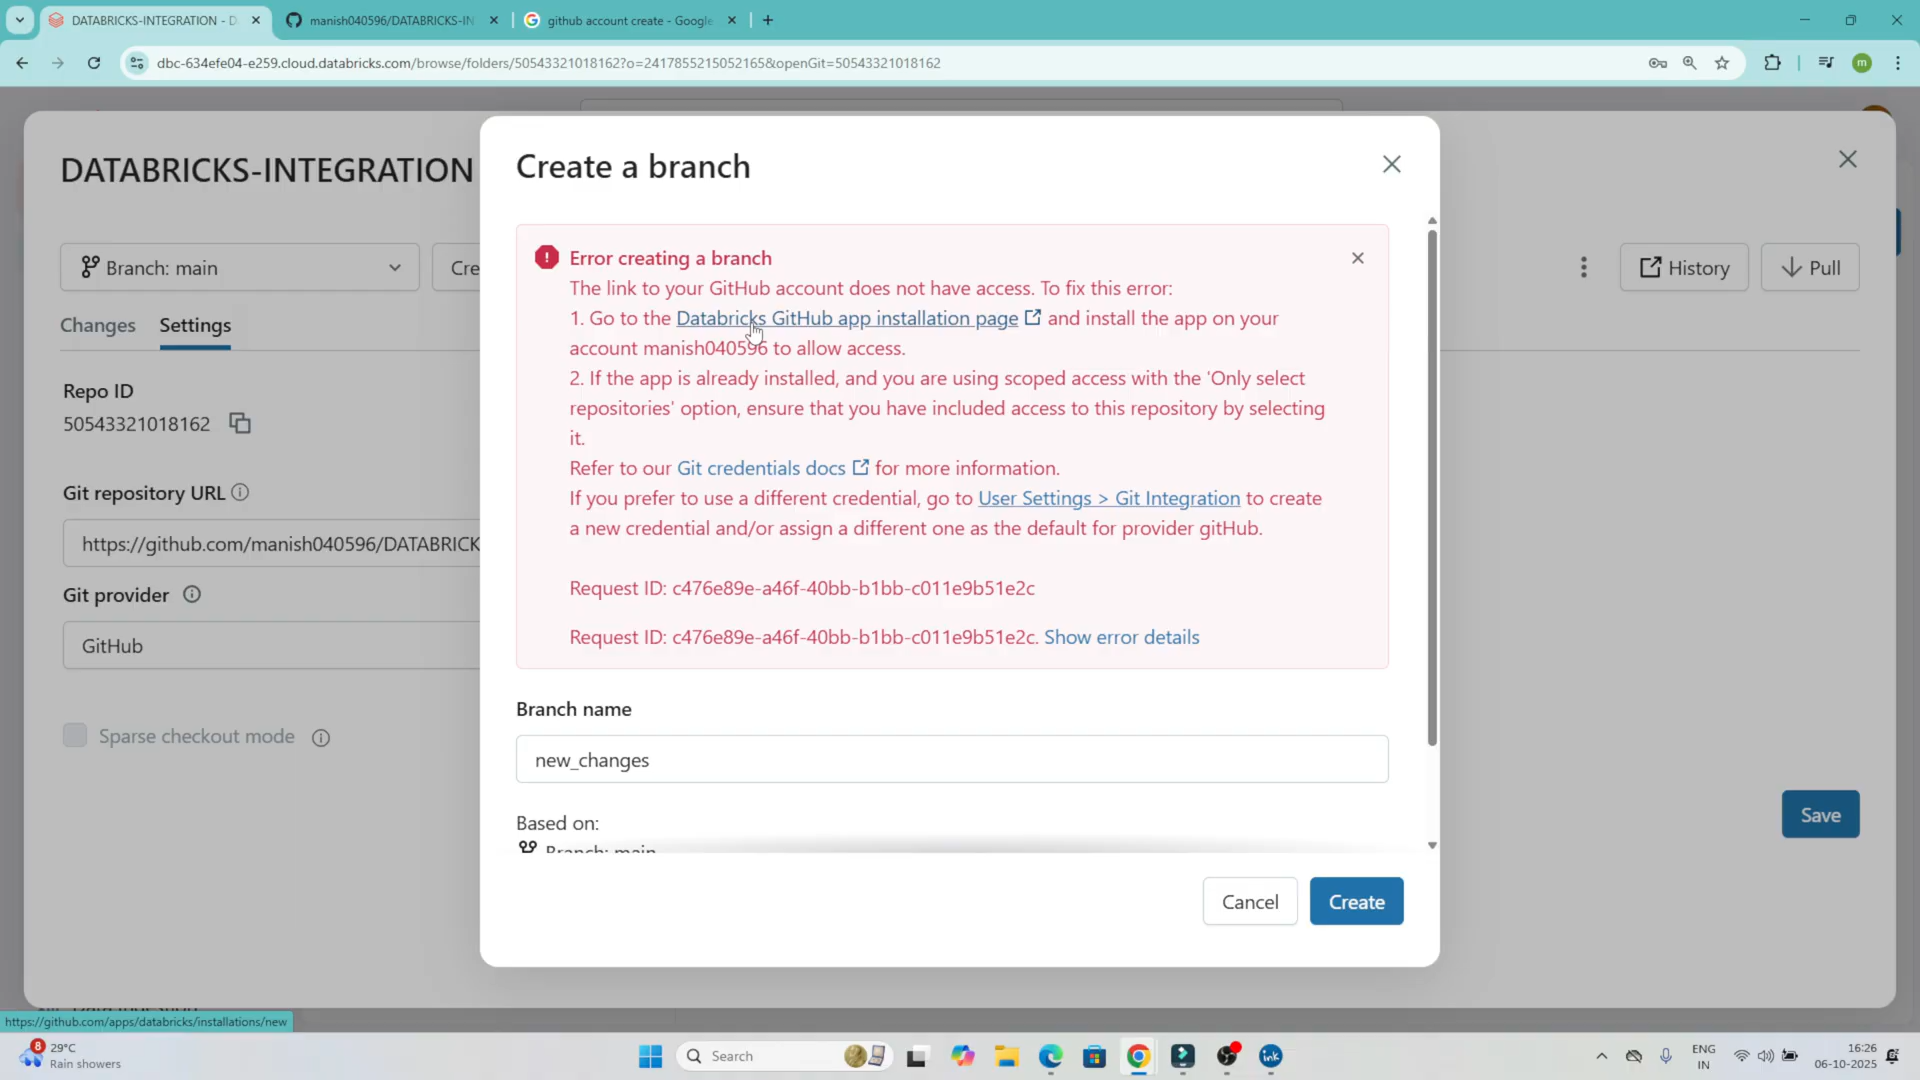 DATABRICKS-INTEGRATION - D
manish040596/DATABRICKS-IN
github account create - Google
dbc-634efe04-e259.cloud.databricks.com/browse/folders/50543321018162?o=2417855215052165&openGit=50543321018162
m
DATABRICKS-INTEGRATION
Branch: main
Cre
History
Pull
Changes
Settings
Repo ID
50543321018162
Git repository URL
https://github.com/manish040596/DATABRICK
Git provider
GitHub
Sparse checkout mode
Save
Create a branch
Error creating a branch
The link to your GitHub account does not have access. To fix this error:
1. Go to the Databricks GitHub app installation page and install the app on your
account manish040596 to allow access.
2. If the app is already installed, and you are using scoped access with the 'Only select
repositories' option, ensure that you have included access to this repository by selecting
it.
Refer to our Git credentials docs for more information.
If you prefer to use a different credential, go to User Settings > Git Integration to create
a new credential and/or assign a different one as the default for provider gitHub.
Request ID: c476e89e-a46f-40bb-b1bb-c011e9b51e2c
Request ID: c476e89e-a46f-40bb-b1bb-c011e9b51e2c. Show error details
Branch name
new_changes
Based on:
Branch: main
Cancel
Create
https://github.com/apps/databricks/installations/new
8
29°C
Rain showers
Search
ink
ENG
IN
16:26
06-10-2025